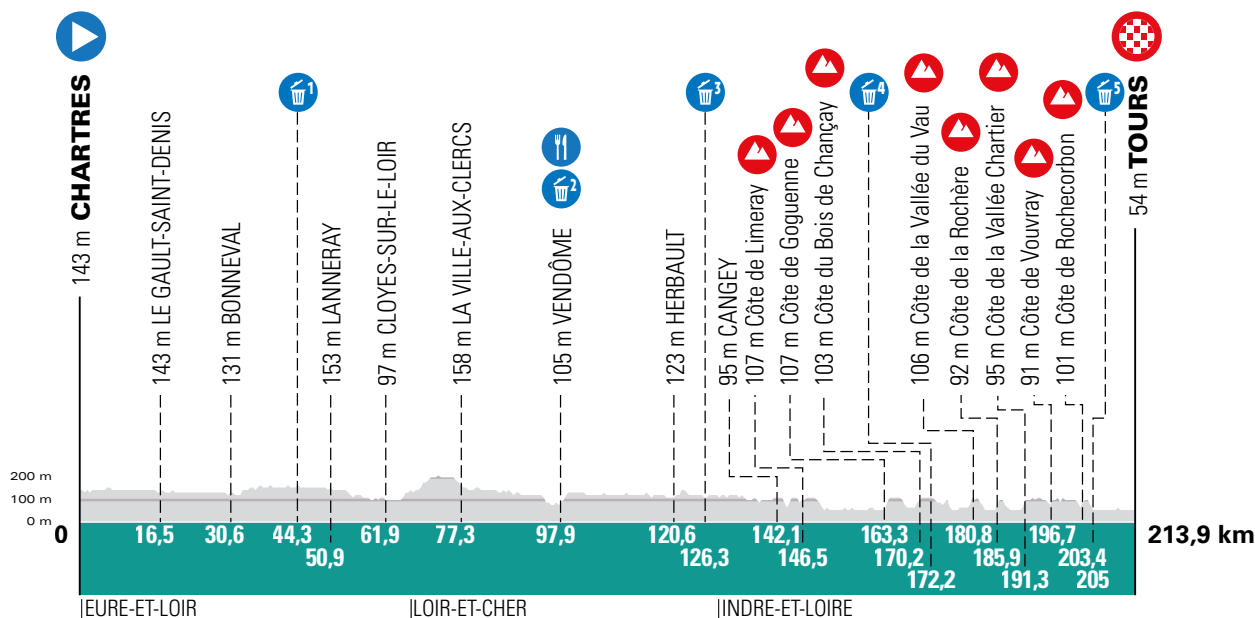 143 m CHARTRES
143 m LE GAULT-SAINT-DENIS
131 m BONNEVAL
1
153 m LANNERAY
97 m CLOYES-SUR-LE-LOIR
158 m LA VILLE-AUX-CLERCS
2
105 m VENDÔME
123 m HERBAULT
3
95 m CANGEY
107 m Côte de Limeray
107 m Côte de Goguenne
103 m Côte du Bois de Chançay
4
106 m Côte de la Vallée du Vau
92 m Côte de la Rochère
95 m Côte de la Vallée Chartier
91 m Côte de Vouvray
101 m Côte de Rochecorbon
5
54 m TOURS
200 m
100 m
0 m
0 16,5 30,6 44,3 61,9 77,3 97,9 120,6 142,1 163,3 180,8 196,7 213,9 km
50,9 126,3 146,5 170,2 185,9 203,4
172,2 191,3 205
|EURE-ET-LOIR |LOIR-ET-CHER |INDRE-ET-LOIRE